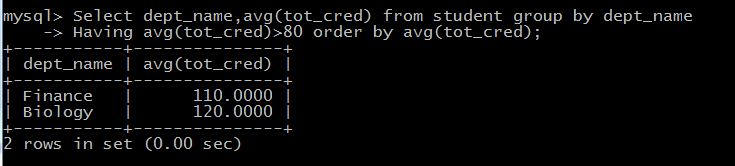 mysql> Select dept_name,avg(tot_cred) from student group by dept_name
    -> Having avg(tot_cred)>80 order by avg(tot_cred);
+-----------+---------------+
| dept_name | avg(tot_cred) |
+-----------+---------------+
| Finance   |      110.0000 |
| Biology   |      120.0000 |
+-----------+---------------+
2 rows in set (0.00 sec)